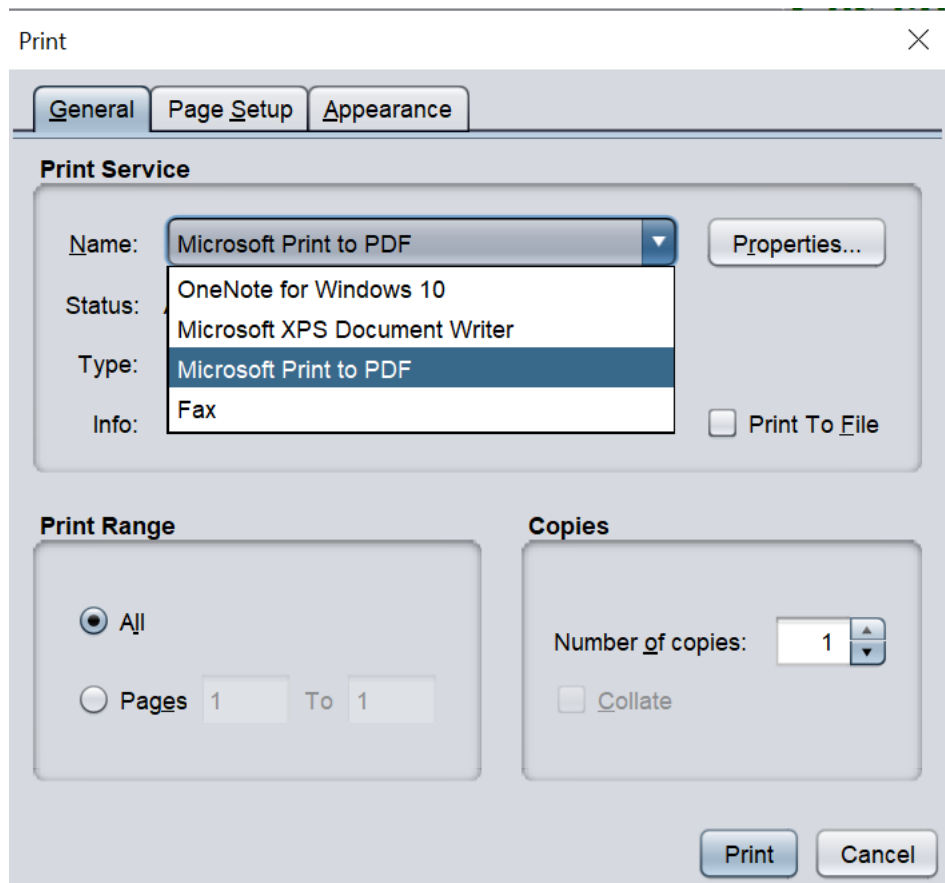 Print
General Page Setup Appearance
Print Service
Name: Microsoft Print to PDF Properties...
OneNote for Windows 10
Status:
Microsoft XPS Document Writer
Type: Microsoft Print to PDF
Fax
Info: Print To File
Print Range Copies
All
Number of copies: 1
Pages 1 To 1 Collate
Print Cancel